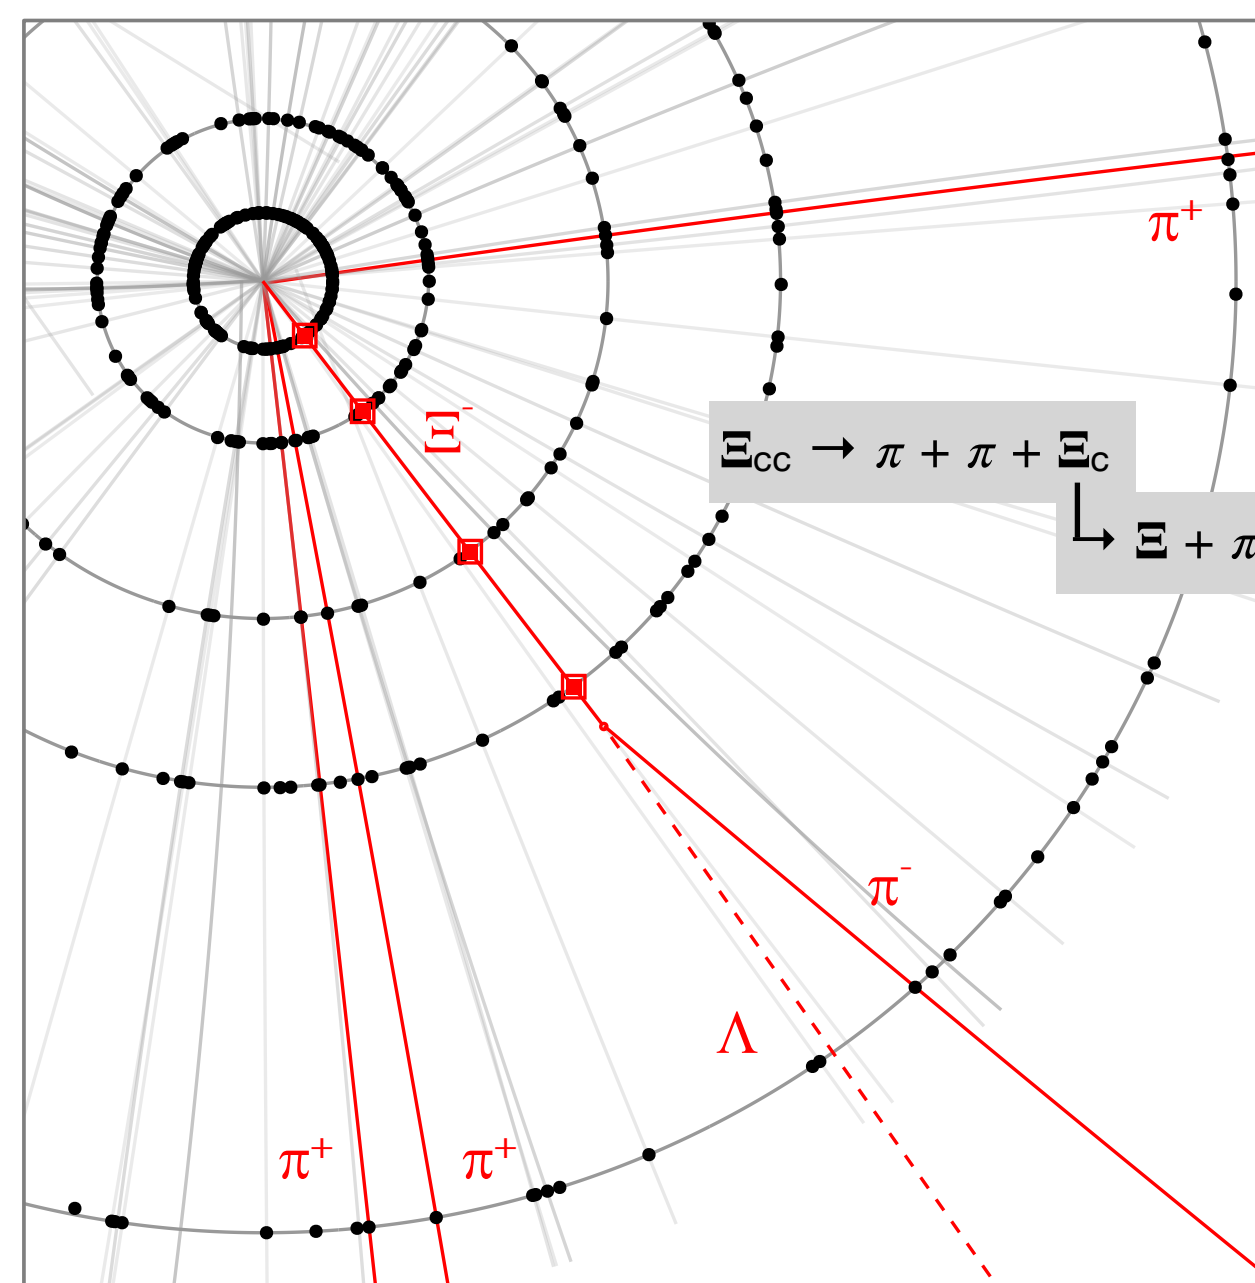 π⁺
Ξ⁻
Ξcc → π + π + Ξc
↳ Ξ + π
π⁻
Λ
π⁺ π⁺